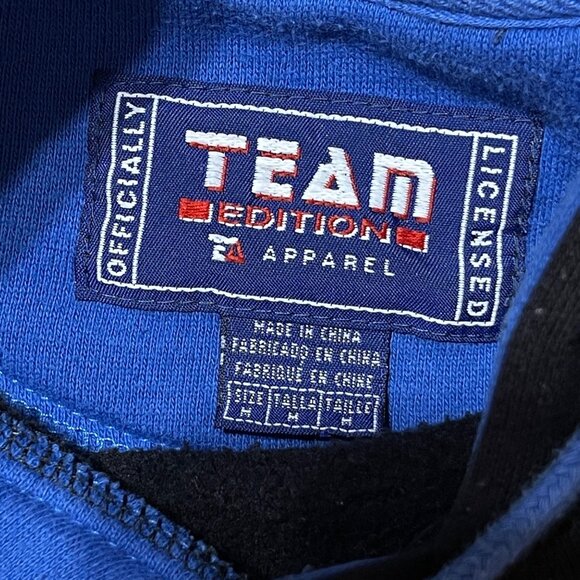 OFFICIALLY
TEAM
EDITION
APPAREL
LICENSED
MADE IN CHINA
FABRICADO EN CHINA
FABRIQUE EN CHINE
SIZE TALLA TAILLE
M M M